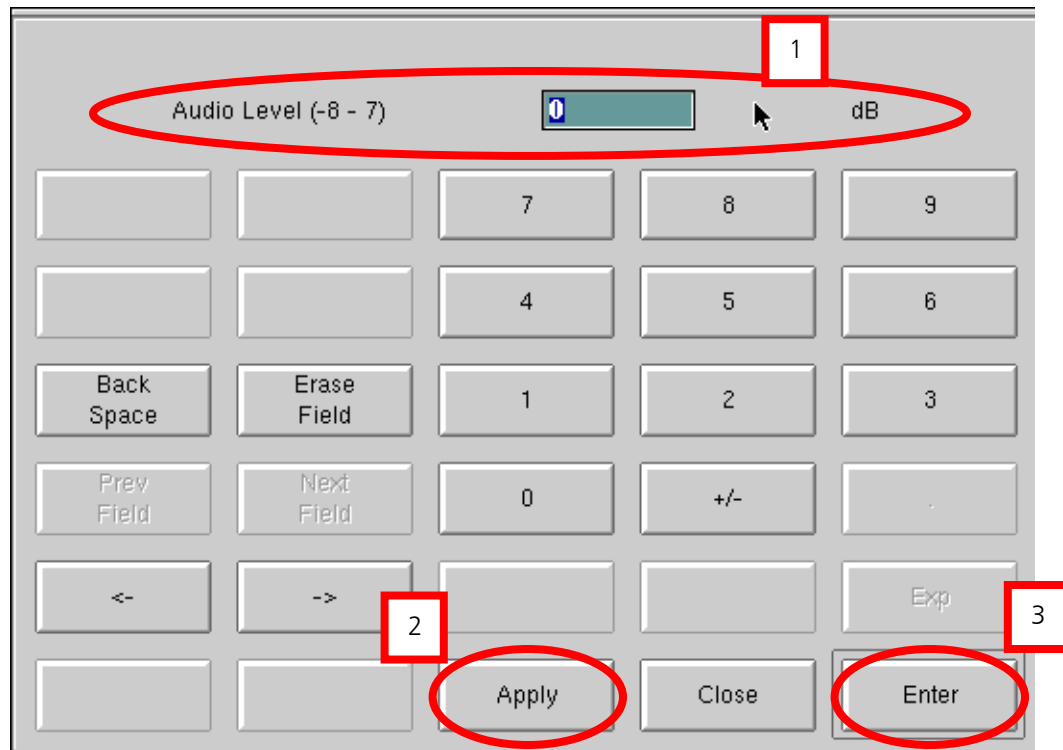 1
Audio Level (-8 - 7) 0 dB
7 8 9
4 5 6
Back Space Erase Field 1 2 3
Prev Field Next Field 0 +/- .
<- -> Exp
2 3
Apply Close Enter